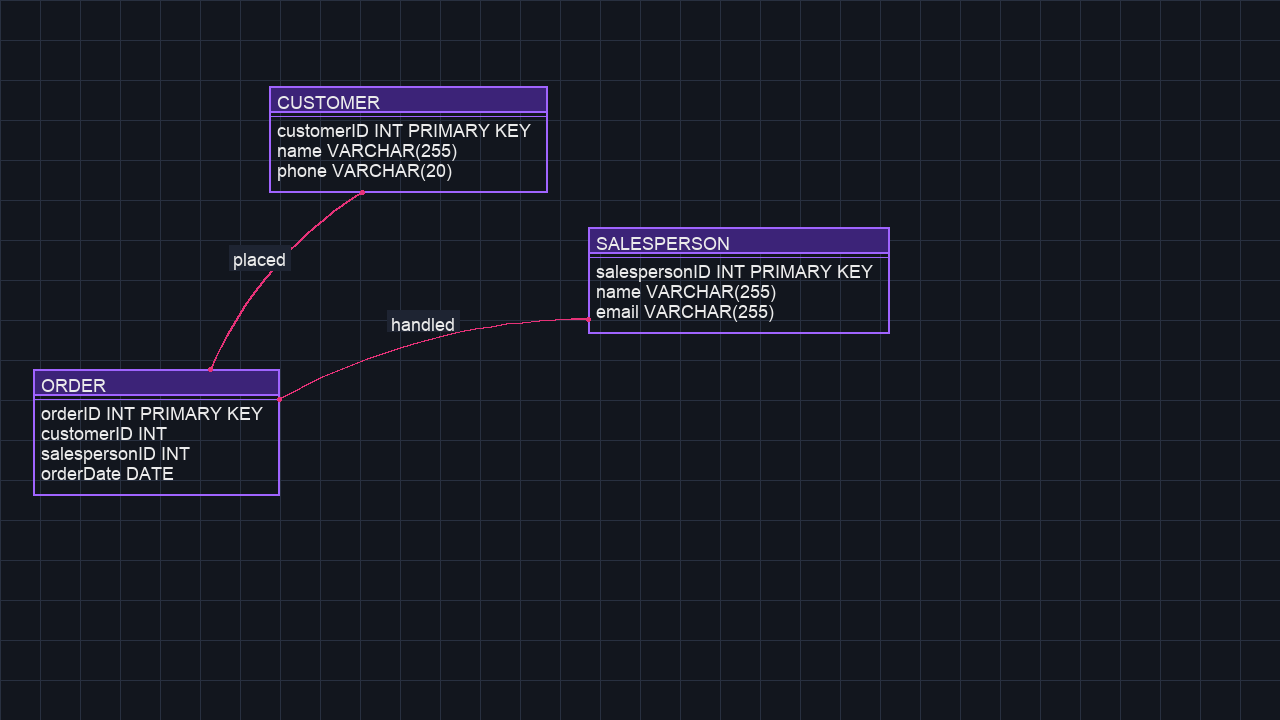 CUSTOMER
customerID INT PRIMARY KEY
name VARCHAR(255)
phone VARCHAR(20)
placed
SALESPERSON
salespersonID INT PRIMARY KEY
name VARCHAR(255)
email VARCHAR(255)
handled
ORDER
orderID INT PRIMARY KEY
customerID INT
salespersonID INT
orderDate DATE